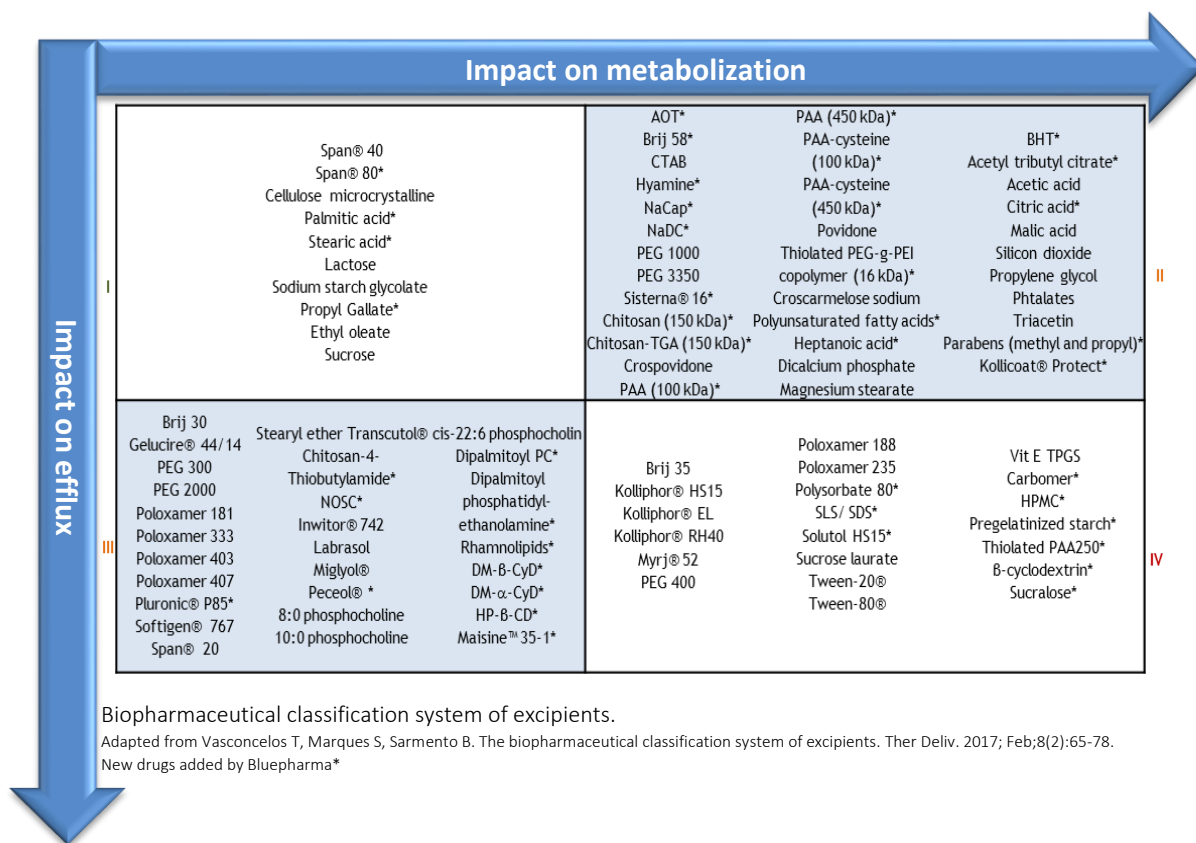 Impact on metabolization
Impact on efflux
I
Span® 40
Span® 80*
Cellulose microcrystalline
Palmitic acid*
Stearic acid*
Lactose
Sodium starch glycolate
Propyl Gallate*
Ethyl oleate
Sucrose
II
AOT*
Brij 58*
CTAB
Hyamine*
NaCap*
NaDC*
PEG 1000
PEG 3350
Sisterna® 16*
Chitosan (150 kDa)*
Chitosan-TGA (150 kDa)*
Crospovidone
PAA (100 kDa)*
PAA (450 kDa)*
PAA-cysteine
(100 kDa)*
PAA-cysteine
(450 kDa)*
Povidone
Thiolated PEG-g-PEI
copolymer (16 kDa)*
Croscarmelose sodium
Polyunsaturated fatty acids*
Heptanoic acid*
Dicalcium phosphate
Magnesium stearate
BHT*
Acetyl tributyl citrate*
Acetic acid
Citric acid*
Malic acid
Silicon dioxide
Propylene glycol
Phtalates
Triacetin
Parabens (methyl and propyl)*
Kollicoat® Protect*
III
Brij 30
Gelucire® 44/14
PEG 300
PEG 2000
Poloxamer 181
Poloxamer 333
Poloxamer 403
Poloxamer 407
Pluronic® P85*
Softigen® 767
Span® 20
Stearyl ether Transcutol® cis-22:6 phosphocholin
Chitosan-4-
Thiobutylamide*
NOSC*
Inwitor® 742
Labrasol
Miglyol®
Peceol® *
8:0 phosphocholine
10:0 phosphocholine
Dipalmitoyl PC*
Dipalmitoyl
phosphatidyl-
ethanolamine*
Rhamnolipids*
DM-β-CyD*
DM-α-CyD*
HP-β-CD*
Maisine™ 35-1*
IV
Brij 35
Kolliphor® HS15
Kolliphor® EL
Kolliphor® RH40
Myrj® 52
PEG 400
Poloxamer 188
Poloxamer 235
Polysorbate 80*
SLS/ SDS*
Solutol HS15*
Sucrose laurate
Tween-20®
Tween-80®
Vit E TPGS
Carbomer*
HPMC*
Pregelatinized starch*
Thiolated PAA250*
β-cyclodextrin*
Sucralose*
Biopharmaceutical classification system of excipients.
Adapted from Vasconcelos T, Marques S, Sarmento B. The biopharmaceutical classification system of excipients. Ther Deliv. 2017; Feb;8(2):65-78.
New drugs added by Bluepharma*